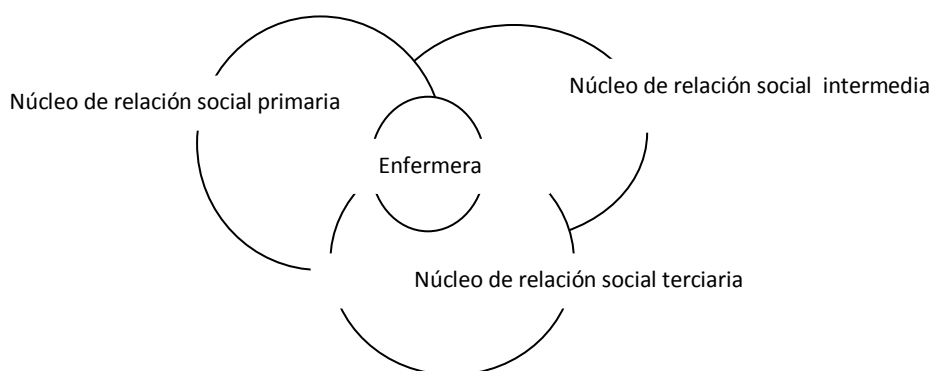 Núcleo de relación social intermedia
Núcleo de relación social primaria
Enfermera
Núcleo de relación social terciaria